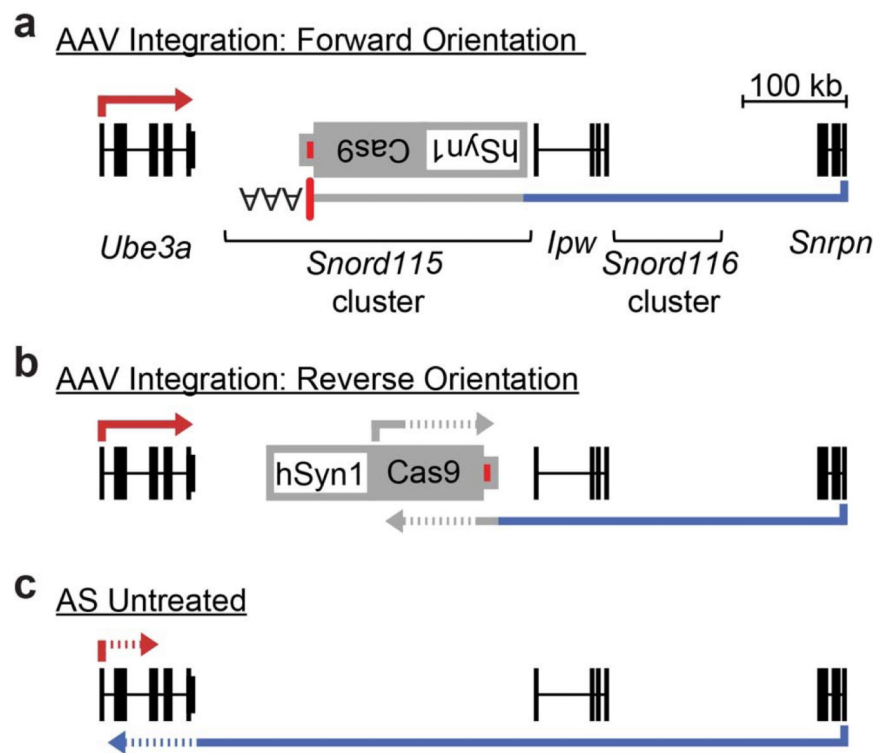 a AAV Integration: Forward Orientation
100 kb
Cas9 hSyn1
AAA
Ube3a Snord115 cluster Ipw Snord116 cluster Snrpn
b AAV Integration: Reverse Orientation
hSyn1 Cas9
c AS Untreated